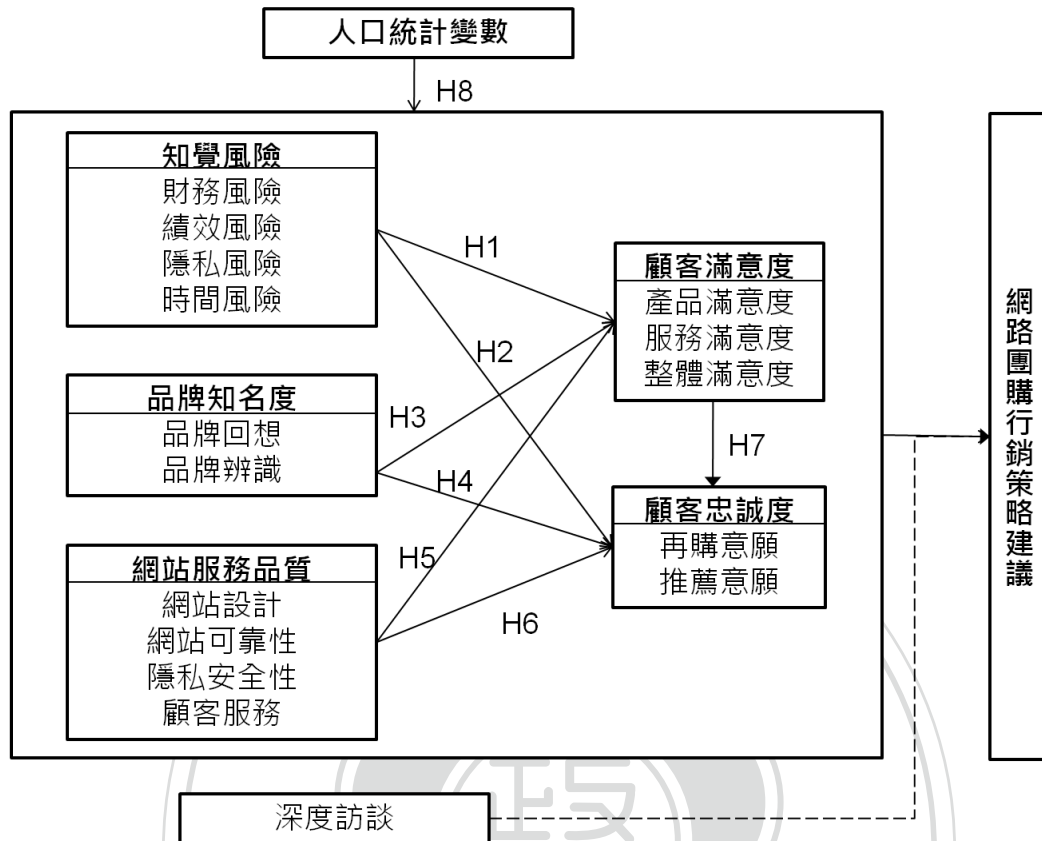 人口統計變數
H8
知覺風險
財務風險
績效風險
隱私風險
時間風險
品牌知名度
品牌回想
品牌辨識
網站服務品質
網站設計
網站可靠性
隱私安全性
顧客服務
H1
H2
H3
H4
H5
H6
顧客滿意度
產品滿意度
服務滿意度
整體滿意度
H7
顧客忠誠度
再購意願
推薦意願
網路團購行銷策略建議
深度訪談
政